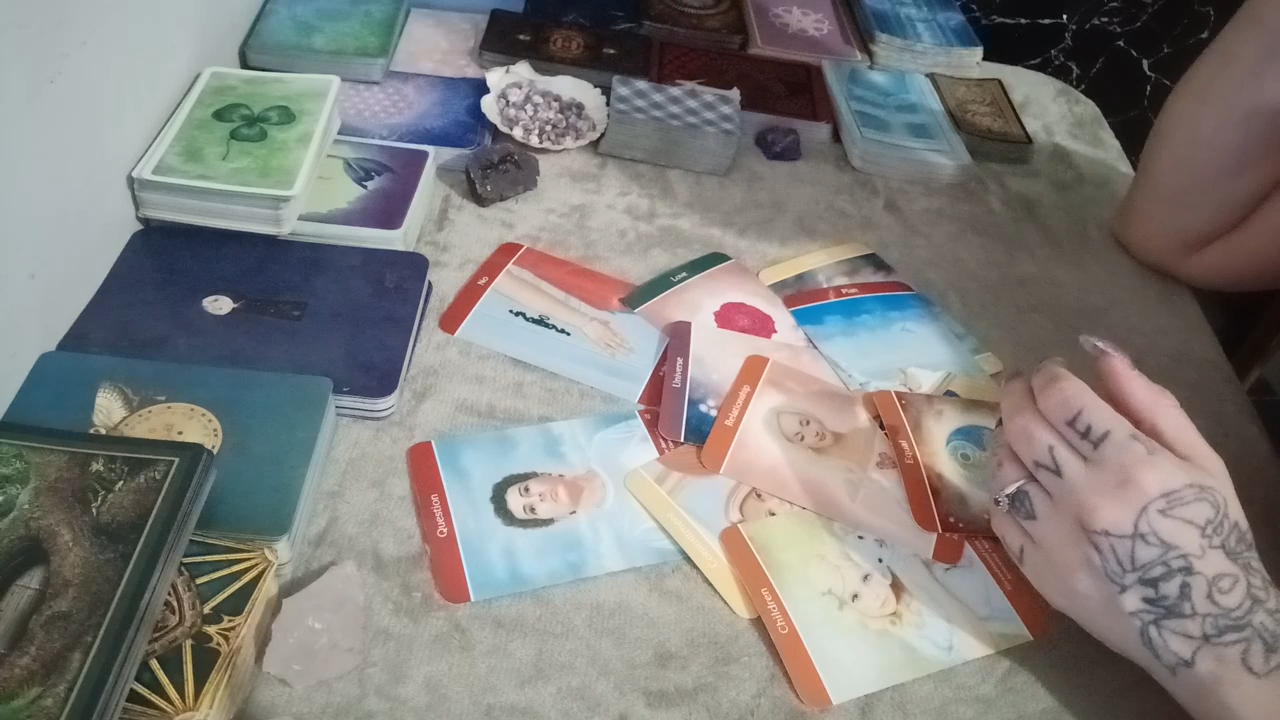 No
Love
Plan
Universe
Relationship
Equal
Question
Children
VE